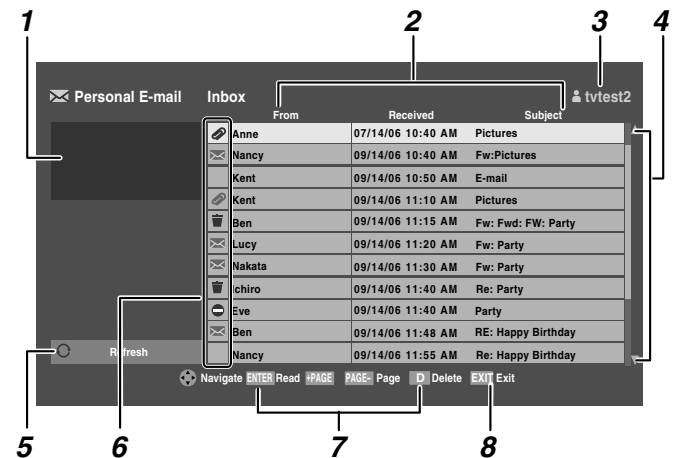 1 2 3 4
Personal E-mail Inbox tvtest2
From Received Subject
Anne 07/14/06 10:40 AM Pictures
Nancy 09/14/06 10:40 AM Fw:Pictures
Kent 09/14/06 10:50 AM E-mail
Kent 09/14/06 11:10 AM Pictures
Ben 09/14/06 11:15 AM Fw: Fwd: FW: Party
Lucy 09/14/06 11:20 AM Fw: Party
Nakata 09/14/06 11:30 AM Fw: Party
Ichiro 09/14/06 11:40 AM Re: Party
Eve 09/14/06 11:40 AM Party
Ben 09/14/06 11:48 AM RE: Happy Birthday
Refresh Nancy 09/14/06 11:55 AM Re: Happy Birthday
Navigate ENTER Read +PAGE PAGE- Page D Delete EXIT Exit
5 6 7 8